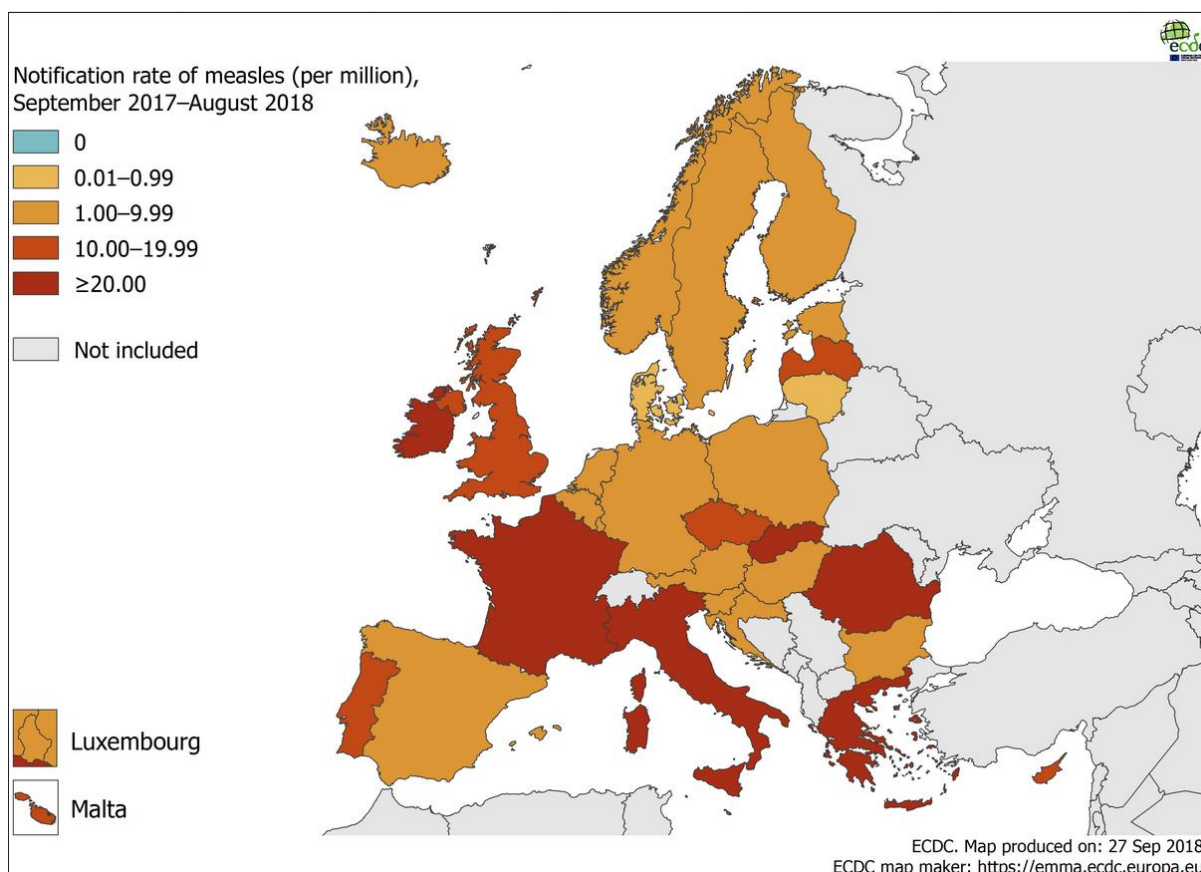 ecdc
Notification rate of measles (per million),
September 2017–August 2018
0
0.01–0.99
1.00–9.99
10.00–19.99
≥20.00
Not included
Luxembourg
Malta
ECDC. Map produced on: 27 Sep 2018
ECDC map maker: https://emma.ecdc.europa.eu